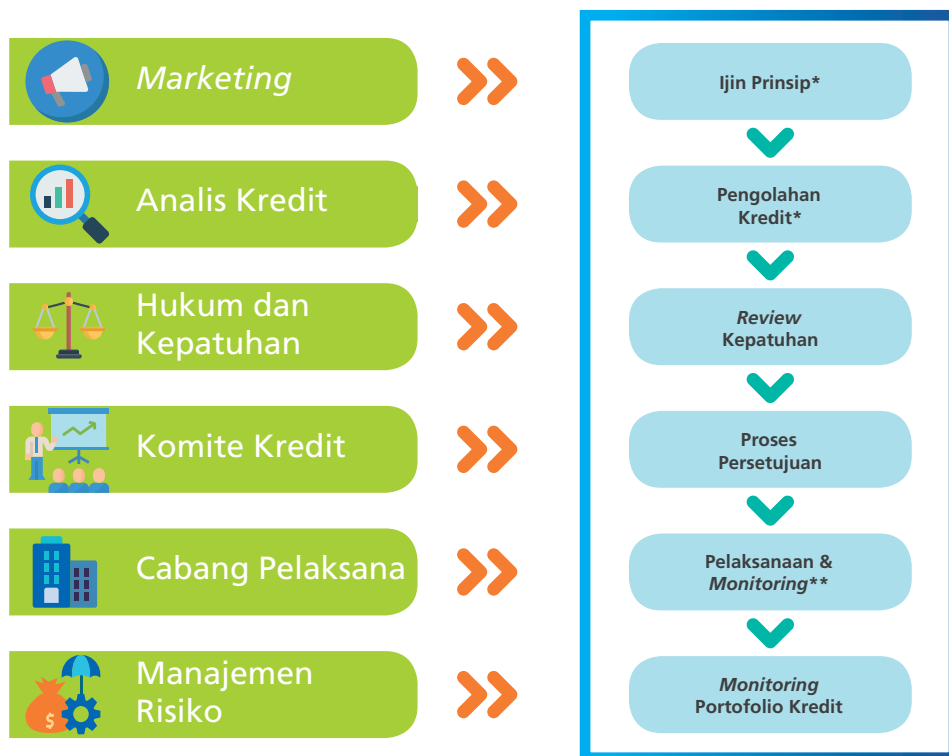 Marketing
Ijin Prinsip*
Analis Kredit
Pengolahan
Kredit*
Hukum dan
Kepatuhan
Review
Kepatuhan
Komite Kredit
Proses
Persetujuan
Cabang Pelaksana
Pelaksanaan &
Monitoring**
Manajemen
Risiko
Monitoring
Portofolio Kredit
$